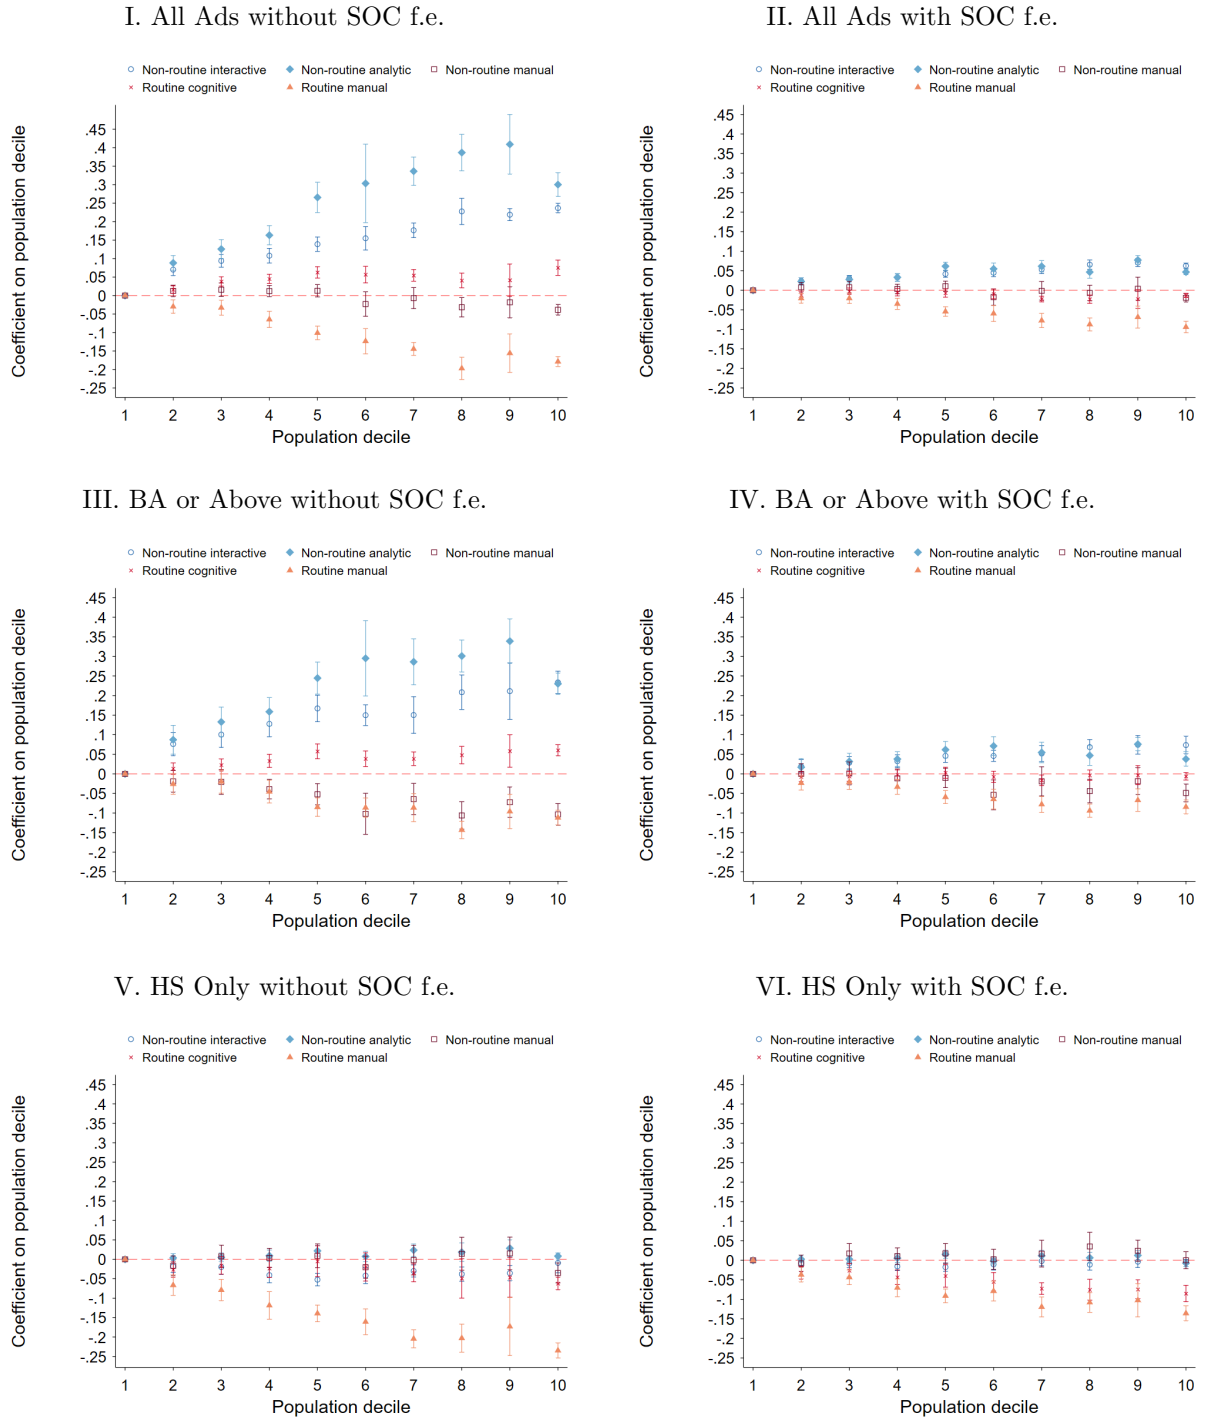 I. All Ads without SOC f.e.
Non-routine interactive Non-routine analytic Non-routine manual
Routine cognitive Routine manual
Coefficient on population decile
.45
.4
.35
.3
.25
.2
.15
.1
.05
0
-.05
-.1
-.15
-.2
-.25
1 2 3 4 5 6 7 8 9 10
Population decile
II. All Ads with SOC f.e.
Non-routine interactive Non-routine analytic Non-routine manual
Routine cognitive Routine manual
Coefficient on population decile
.45
.4
.35
.3
.25
.2
.15
.1
.05
0
-.05
-.1
-.15
-.2
-.25
1 2 3 4 5 6 7 8 9 10
Population decile
III. BA or Above without SOC f.e.
Non-routine interactive Non-routine analytic Non-routine manual
Routine cognitive Routine manual
Coefficient on population decile
.45
.4
.35
.3
.25
.2
.15
.1
.05
0
-.05
-.1
-.15
-.2
-.25
1 2 3 4 5 6 7 8 9 10
Population decile
IV. BA or Above with SOC f.e.
Non-routine interactive Non-routine analytic Non-routine manual
Routine cognitive Routine manual
Coefficient on population decile
.45
.4
.35
.3
.25
.2
.15
.1
.05
0
-.05
-.1
-.15
-.2
-.25
1 2 3 4 5 6 7 8 9 10
Population decile
V. HS Only without SOC f.e.
Non-routine interactive Non-routine analytic Non-routine manual
Routine cognitive Routine manual
Coefficient on population decile
.45
.4
.35
.3
.25
.2
.15
.1
.05
0
-.05
-.1
-.15
-.2
-.25
1 2 3 4 5 6 7 8 9 10
Population decile
VI. HS Only with SOC f.e.
Non-routine interactive Non-routine analytic Non-routine manual
Routine cognitive Routine manual
Coefficient on population decile
.45
.4
.35
.3
.25
.2
.15
.1
.05
0
-.05
-.1
-.15
-.2
-.25
1 2 3 4 5 6 7 8 9 10
Population decile